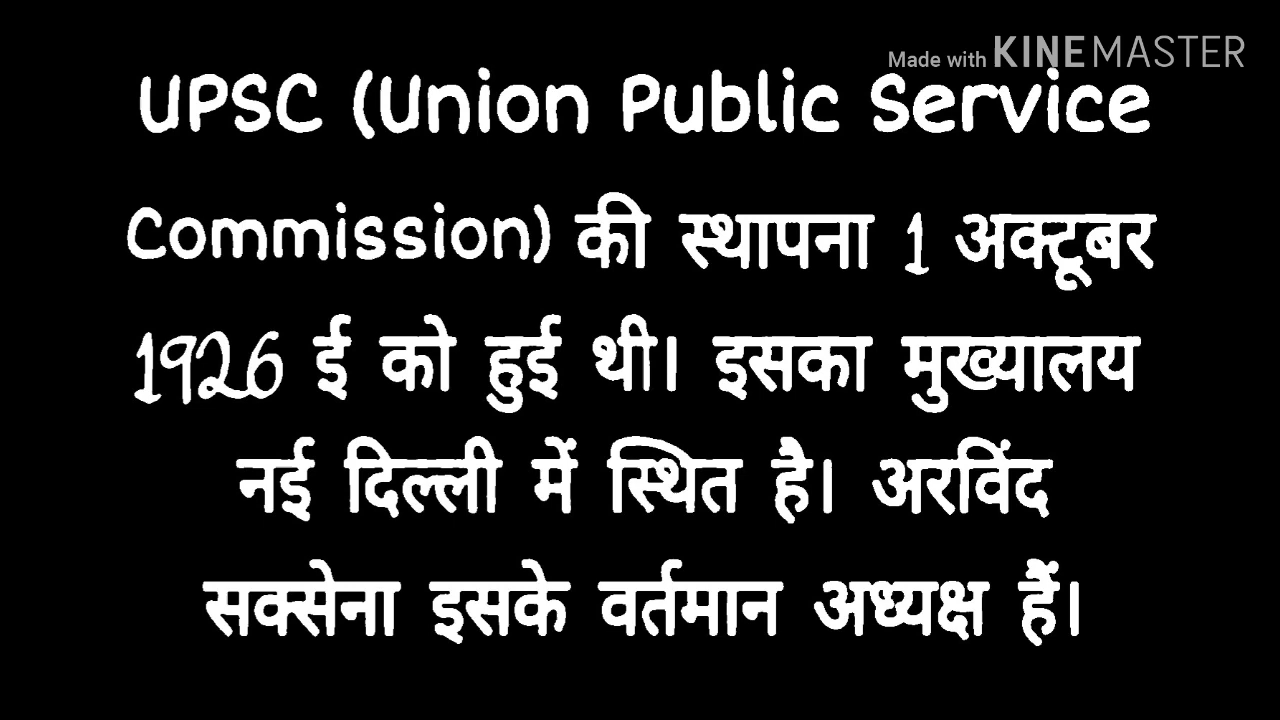 Made with KINEMASTER
UPSC (Union Public Service
Commission) की स्थापना 1 अक्टूबर
1926 ई को हुई थी। इसका मुख्यालय
नई दिल्ली में स्थित है। अरविंद
सक्सेना इसके वर्तमान अध्यक्ष हैं।